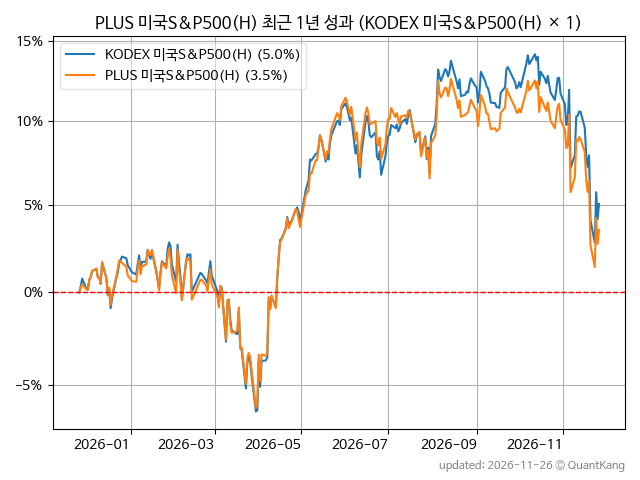 PLUS 미국S&P500(H) 최근 1년 성과 (KODEX 미국S&P500(H) × 1)
KODEX 미국S&P500(H) (5.0%)
PLUS 미국S&P500(H) (3.5%)
15%
10%
5%
0%
−5%
2026-01 2026-03 2026-05 2026-07 2026-09 2026-11
updated: 2026-11-26 © QuantKang